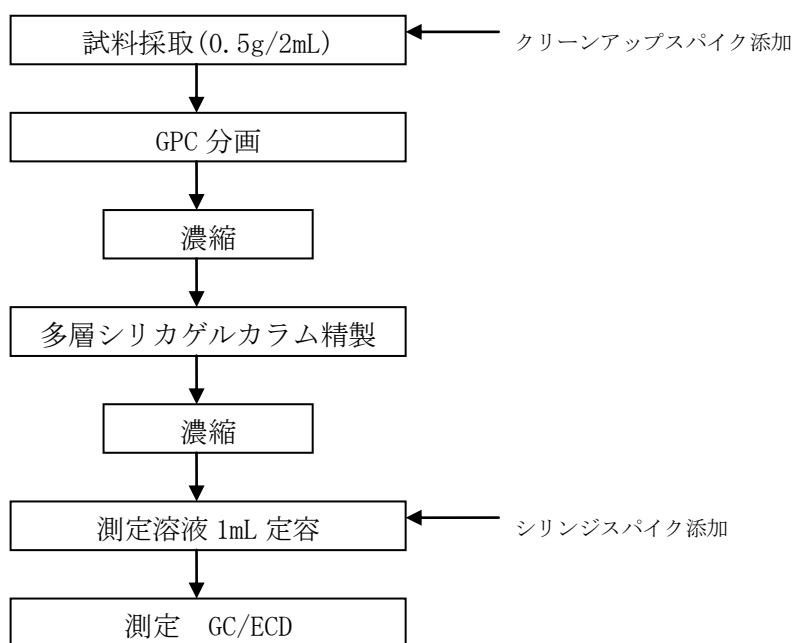 試料採取(0.5g/2mL)
クリーンアップスパイク添加
GPC 分画
濃縮
多層シリカゲルカラム精製
濃縮
測定溶液 1mL 定容
シリンジスパイク添加
測定 GC/ECD